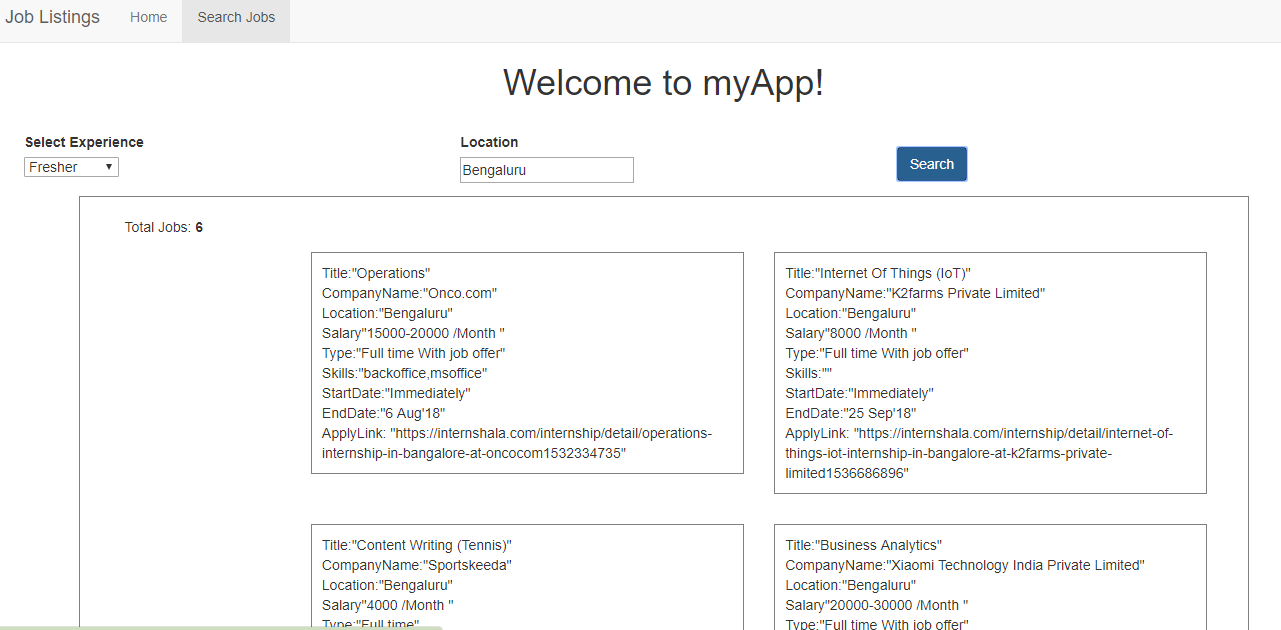 Job Listings Home Search Jobs
Welcome to myApp!
Select Experience
Fresher
Location
Bengaluru
Search
Total Jobs: 6
Title:"Operations"
CompanyName:"Onco.com"
Location:"Bengaluru"
Salary"15000-20000 /Month "
Type:"Full time With job offer"
Skills:"backoffice,msoffice"
StartDate:"Immediately"
EndDate:"6 Aug'18"
ApplyLink: "https://internshala.com/internship/detail/operations-
internship-in-bangalore-at-oncocom1532334735"
Title:"Internet Of Things (IoT)"
CompanyName:"K2farms Private Limited"
Location:"Bengaluru"
Salary"8000 /Month "
Type:"Full time With job offer"
Skills:""
StartDate:"Immediately"
EndDate:"25 Sep'18"
ApplyLink: "https://internshala.com/internship/detail/internet-of-
things-iot-internship-in-bangalore-at-k2farms-private-
limited1536686896"
Title:"Content Writing (Tennis)"
CompanyName:"Sportskeeda"
Location:"Bengaluru"
Salary"4000 /Month "
Type:"Full time"
Title:"Business Analytics"
CompanyName:"Xiaomi Technology India Private Limited"
Location:"Bengaluru"
Salary"20000-30000 /Month "
Type:"Full time With job offer"